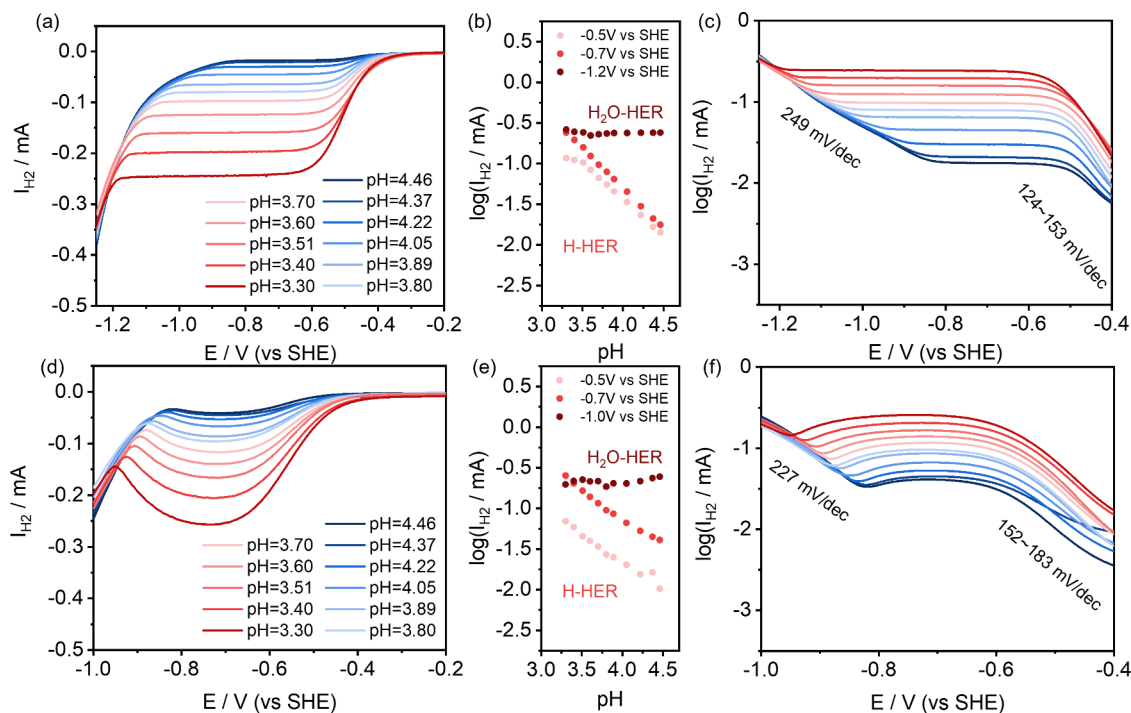 (a)
0.0
-0.1
-0.2
-0.3
-0.4
-0.5
I_H2 / mA
pH=4.46
pH=3.70 pH=4.37
pH=3.60 pH=4.22
pH=3.51 pH=4.05
pH=3.40 pH=3.89
pH=3.30 pH=3.80
-1.2 -1.0 -0.8 -0.6 -0.4 -0.2
E / V (vs SHE)
(b)
-0.5V vs SHE
-0.7V vs SHE
-1.2V vs SHE
H₂O-HER
H-HER
0.5
0.0
-0.5
-1.0
-1.5
-2.0
-2.5
log(I_H2 / mA)
3.0 3.5 4.0 4.5
pH
(c)
0
-1
-2
-3
log(I_H2 / mA)
249 mV/dec
124~153 mV/dec
-1.2 -1.0 -0.8 -0.6 -0.4
E / V (vs SHE)
(d)
0.0
-0.1
-0.2
-0.3
-0.4
-0.5
I_H2 / mA
pH=4.46
pH=3.70 pH=4.37
pH=3.60 pH=4.22
pH=3.51 pH=4.05
pH=3.40 pH=3.89
pH=3.30 pH=3.80
-1.0 -0.8 -0.6 -0.4 -0.2
E / V (vs SHE)
(e)
-0.5V vs SHE
-0.7V vs SHE
-1.0V vs SHE
H₂O-HER
H-HER
0.5
0.0
-0.5
-1.0
-1.5
-2.0
-2.5
log(I_H2 / mA)
3.0 3.5 4.0 4.5
pH
(f)
0
-1
-2
-3
log(I_H2 / mA)
227 mV/dec
152~183 mV/dec
-1.0 -0.8 -0.6 -0.4
E / V (vs SHE)